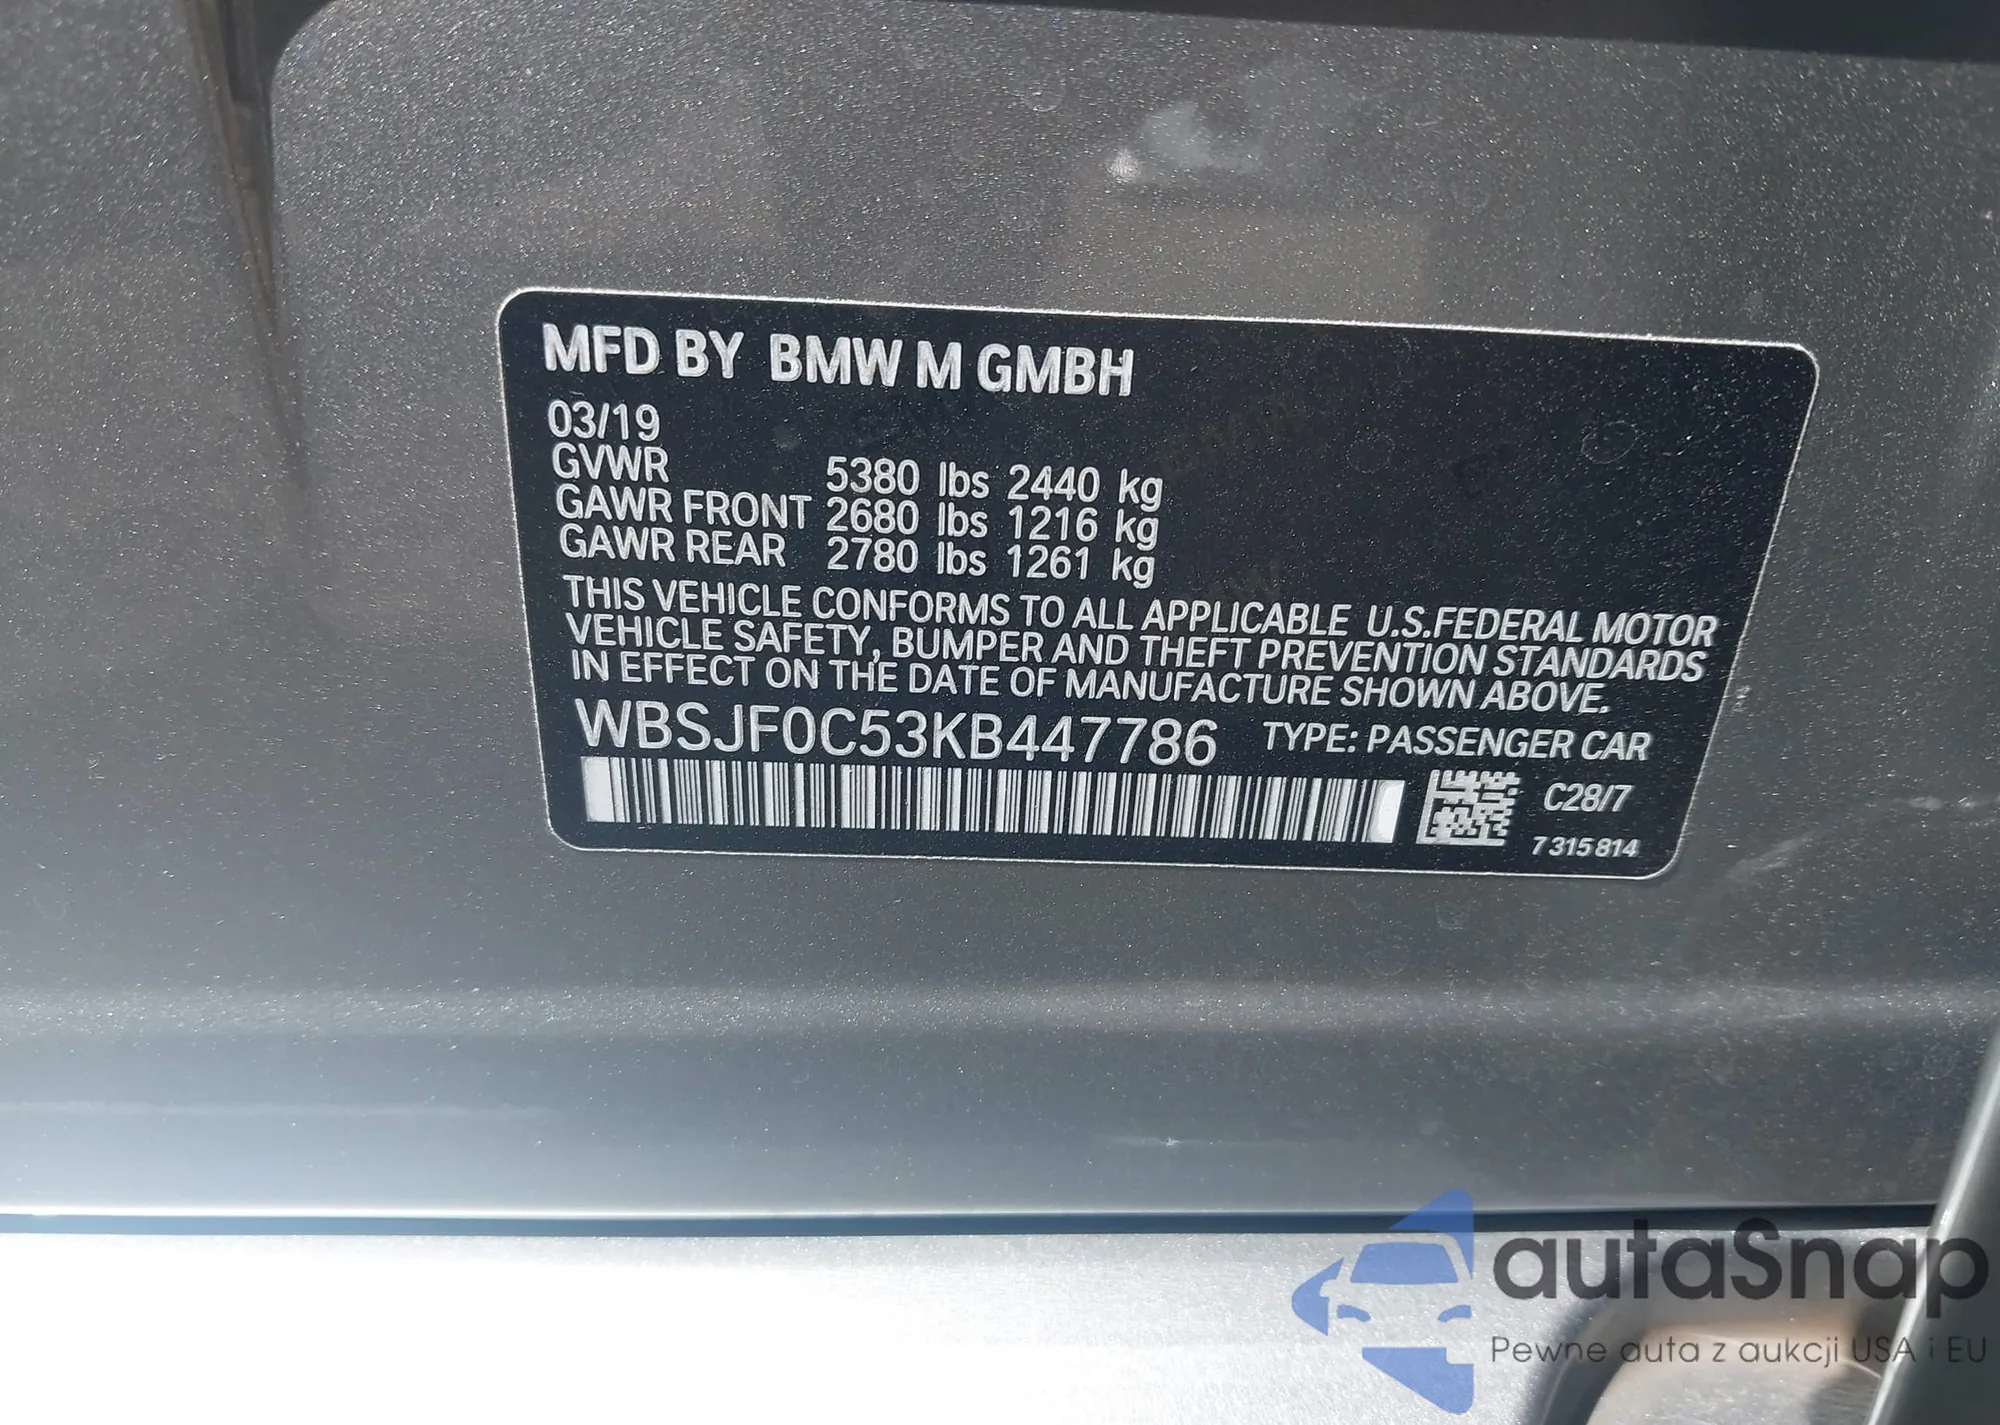 MFD BY BMW M GMBH
03/19
GVWR 5380 lbs 2440 kg
GAWR FRONT 2680 lbs 1216 kg
GAWR REAR 2780 lbs 1261 kg
THIS VEHICLE CONFORMS TO ALL APPLICABLE U.S.FEDERAL MOTOR
VEHICLE SAFETY, BUMPER AND THEFT PREVENTION STANDARDS
IN EFFECT ON THE DATE OF MANUFACTURE SHOWN ABOVE.
WBSJF0C53KB447786 TYPE: PASSENGER CAR
C28/7
7 315 814
autaSnap
Pewne auta z aukcji USA i EU